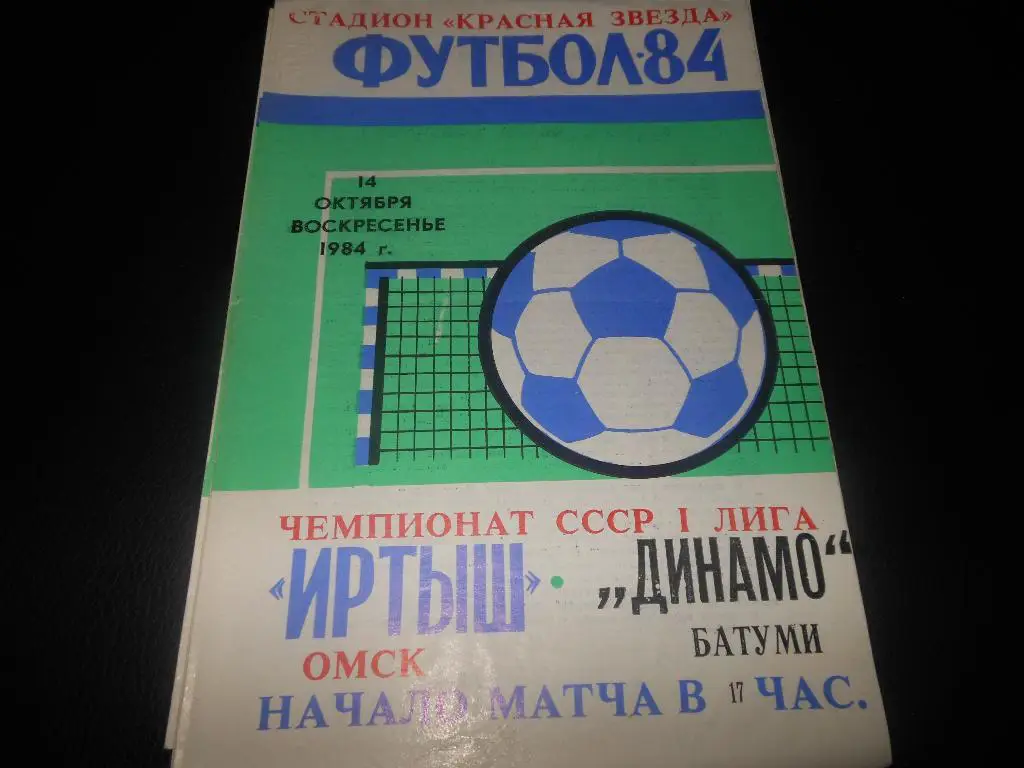 СТАДИОН «КРАСНАЯ ЗВЕЗДА»
ФУТБОЛ·84
14
ОКТЯБРЯ
ВОСКРЕСЕНЬЕ
1984 г.
ЧЕМПИОНАТ СССР I ЛИГА
«ИРТЫШ» • „ДИНАМО“
ОМСК БАТУМИ
НАЧАЛО МАТЧА В 17 ЧАС.